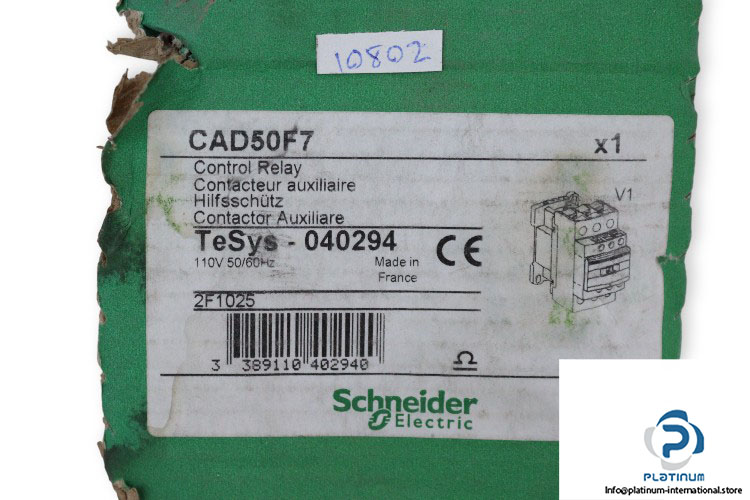 10802
CAD50F7 x1
Control Relay
Contacteur auxiliaire
Hilfsschütz
Contactor Auxiliare
V1
TeSys - 040294 CE
110V 50/60Hz Made in
France
2F1025
3 389110 402940
Schneider
Electric
PLATINUM
Info@platinum-international.store